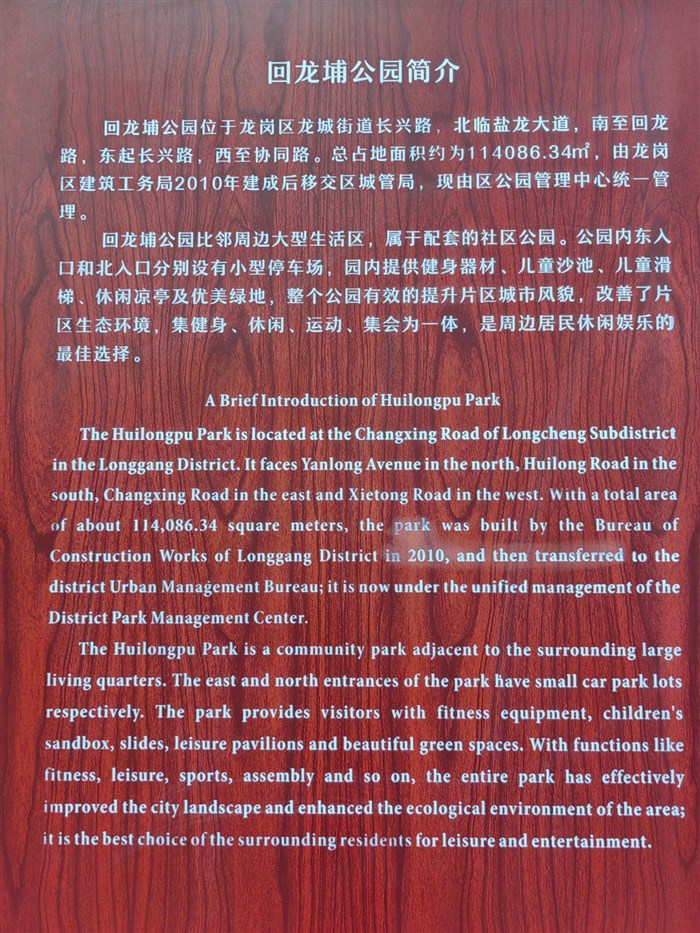 回龙埔公园简介
回龙埔公园位于龙岗区龙城街道长兴路，北临盐龙大道，南至回龙
路，东起长兴路，西至协同路。总占地面积约为114086.34㎡，由龙岗
区建筑工务局2010年建成后移交区城管局，现由区公园管理中心统一管
理。
回龙埔公园比邻周边大型生活区，属于配套的社区公园。公园内东入
口和北入口分别设有小型停车场，园内提供健身器材、儿童沙池、儿童滑
梯、休闲凉亭及优美绿地，整个公园有效的提升片区城市风貌，改善了片
区生态环境，集健身、休闲、运动、集会为一体，是周边居民休闲娱乐的
最佳选择。
A Brief Introduction of Huilongpu Park
The Huilongpu Park is located at the Changxing Road of Longcheng Subdistrict
in the Longgang District. It faces Yanlong Avenue in the north, Huilong Road in the
south, Changxing Road in the east and Xietong Road in the west. With a total area
of about 114,086.34 square meters, the park was built by the Bureau of
Construction Works of Longgang District in 2010, and then transferred to the
district Urban Management Bureau; it is now under the unified management of the
District Park Management Center.
The Huilongpu Park is a community park adjacent to the surrounding large
living quarters. The east and north entrances of the park have small car park lots
respectively. The park provides visitors with fitness equipment, children's
sandbox, slides, leisure pavilions and beautiful green spaces. With functions like
fitness, leisure, sports, assembly and so on, the entire park has effectively
improved the city landscape and enhanced the ecological environment of the area;
it is the best choice of the surrounding residents for leisure and entertainment.